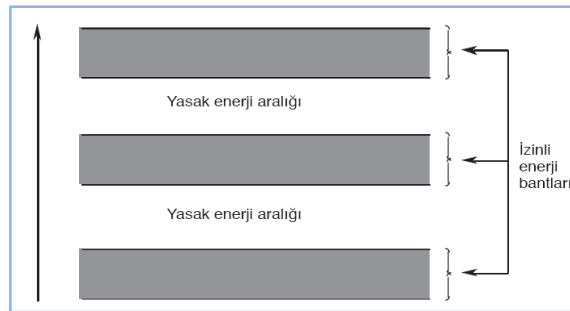 Yasak enerji aralığı
İzinli
enerji
bantları
Yasak enerji aralığı